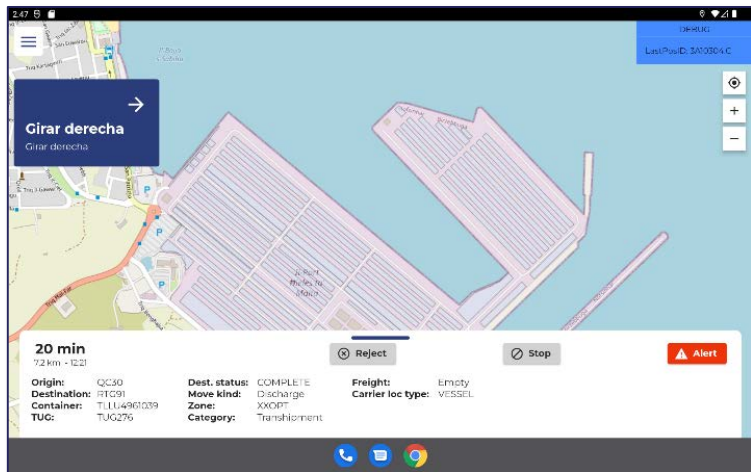 2:47
DEBUG
LastPosID: 3A10304.C
Girar derecha
Girar derecha
+
−
P
P
P
20 min
7.2 km - 12:21
Reject
Stop
Alert
Origin: QC30
Destination: RTG91
Container: TLLU4961039
TUG: TUG276
Dest. status: COMPLETE
Move kind: Discharge
Zone: XXOPT
Category: Transhipment
Freight: Empty
Carrier loc type: VESSEL